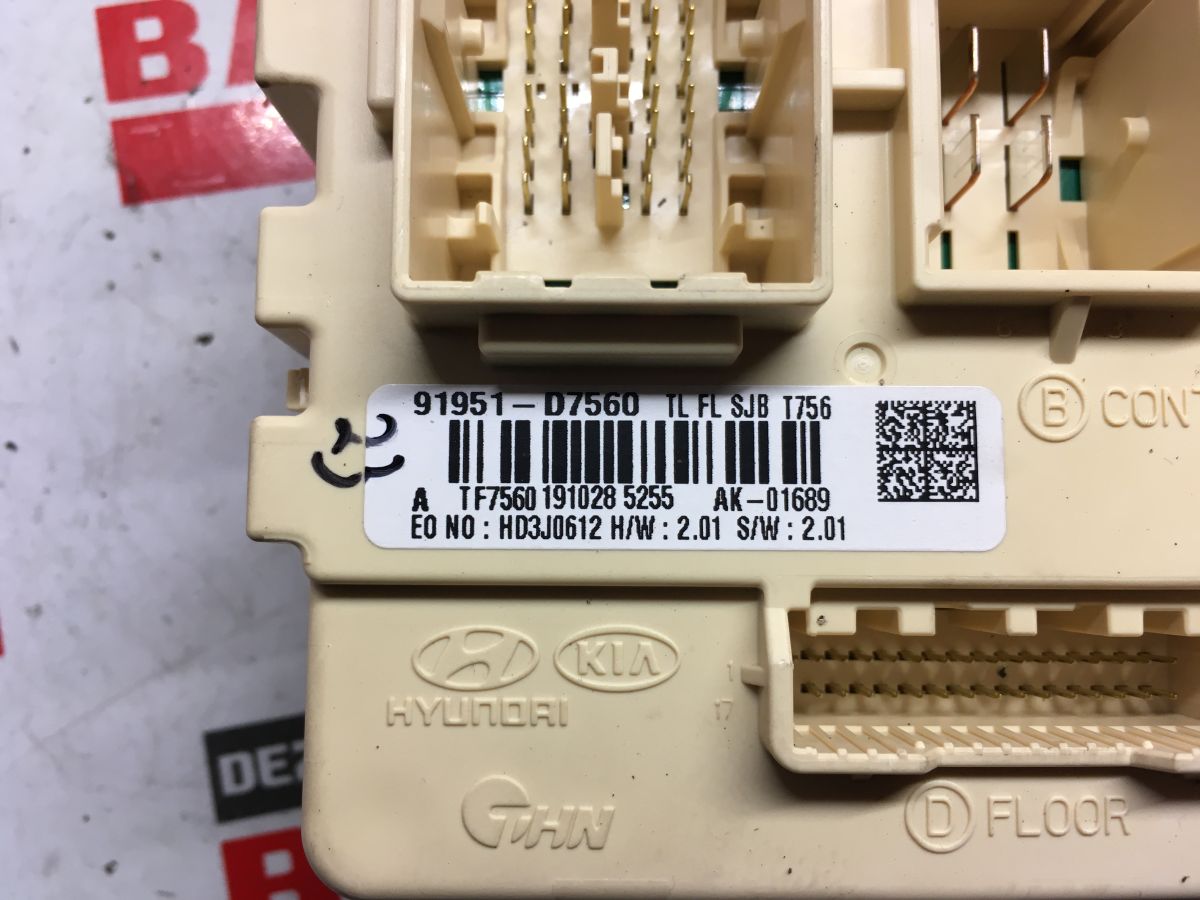 91951-D7560 TL FL SJB T756
A TF7560 191028 5255 AK-01689
EO NO : HD3J0612 H/W : 2.01 S/W : 2.01
B CONT
HYUNDAI
KIA
1
17
THN
D FLOOR
BA
DEZ